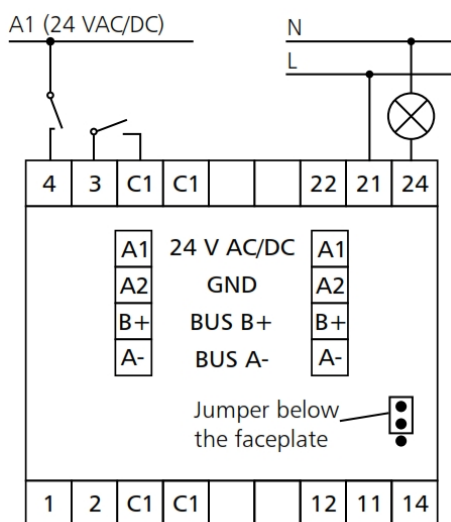 A1 (24 VAC/DC)
N
L
4 3 C1 C1 22 21 24
A1 24 V AC/DC A1
A2 GND A2
B+ BUS B+ B+
A- BUS A- A-
Jumper below
the faceplate
1 2 C1 C1 12 11 14